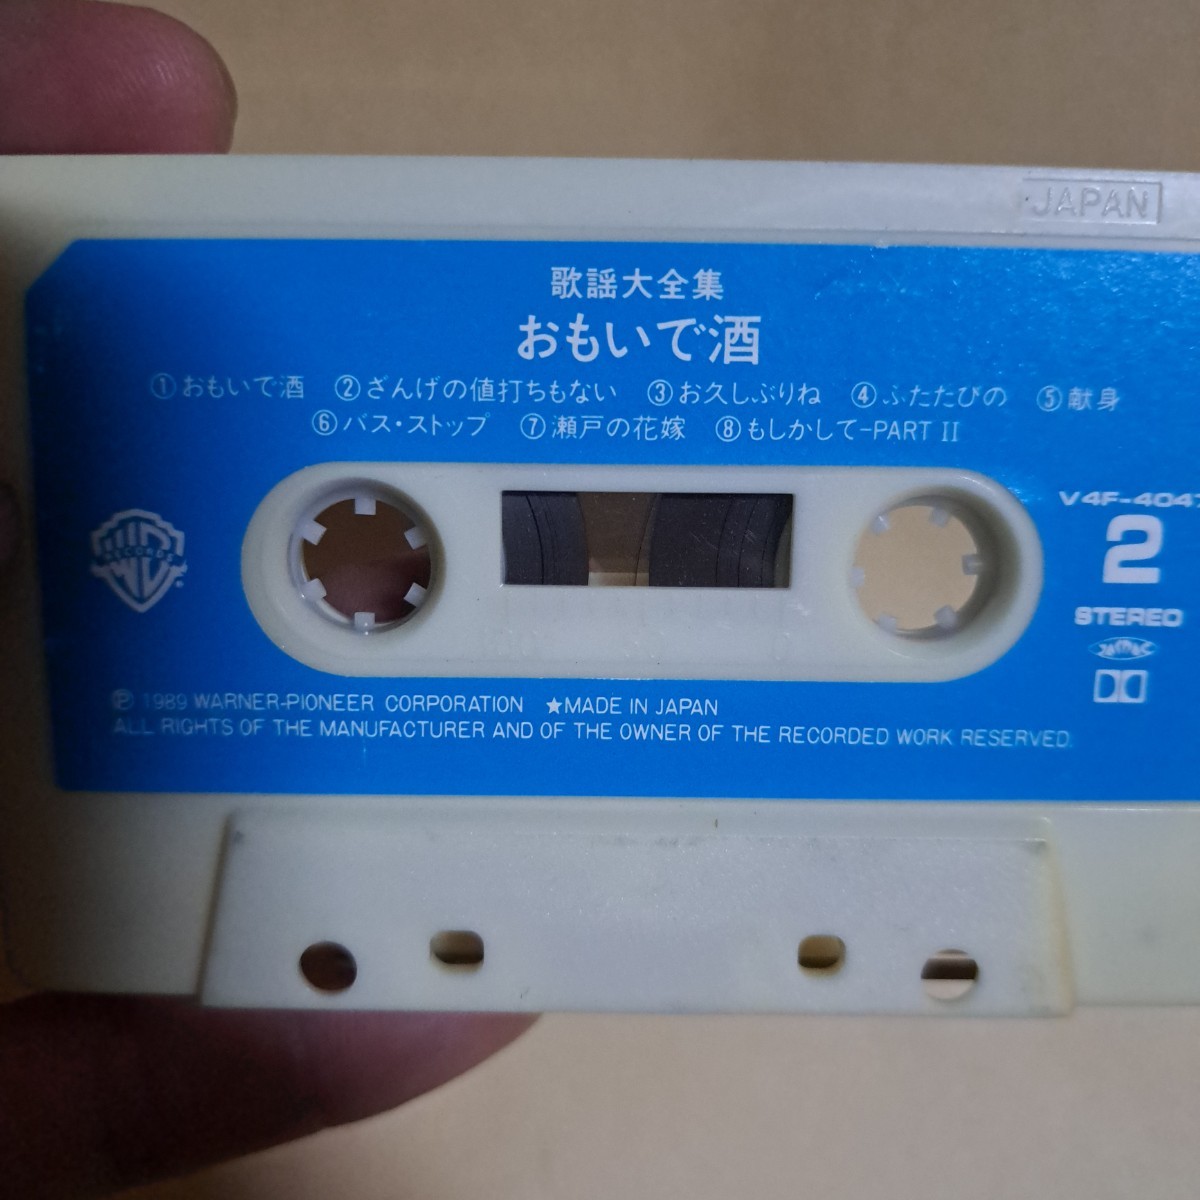 JAPAN
歌謡大全集
おもいで酒
①おもいで酒 ②ざんげの値打ちもない ③お久しぶりね ④ふたたびの ⑤献身
⑥バス・ストップ ⑦瀬戸の花嫁 ⑧もしかして-PART II
V4F-4047
2
STEREO
RECORDS
Ⓟ 1989 WARNER-PIONEER CORPORATION ★MADE IN JAPAN
ALL RIGHTS OF THE MANUFACTURER AND OF THE OWNER OF THE RECORDED WORK RESERVED.